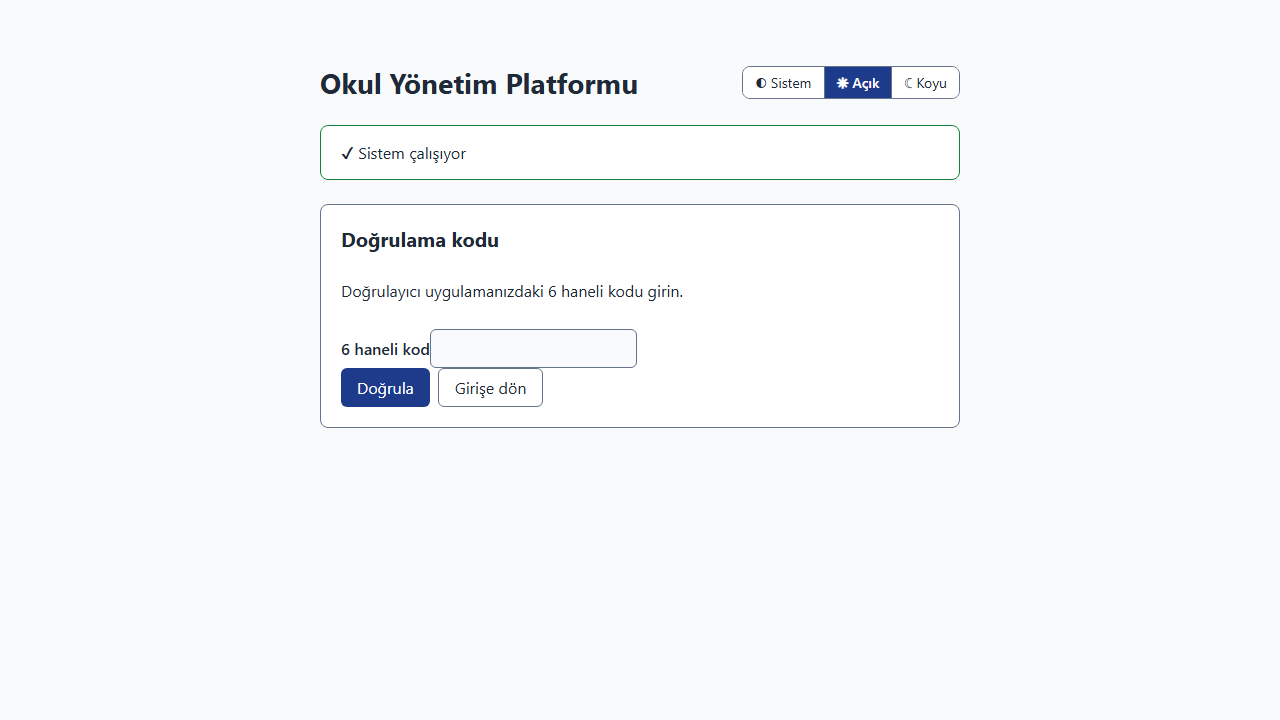 Okul Yönetim Platformu
◐ Sistem ❋ Açık ☾ Koyu
✓ Sistem çalışıyor
Doğrulama kodu
Doğrulayıcı uygulamanızdaki 6 haneli kodu girin.
6 haneli kod
Doğrula Girişe dön